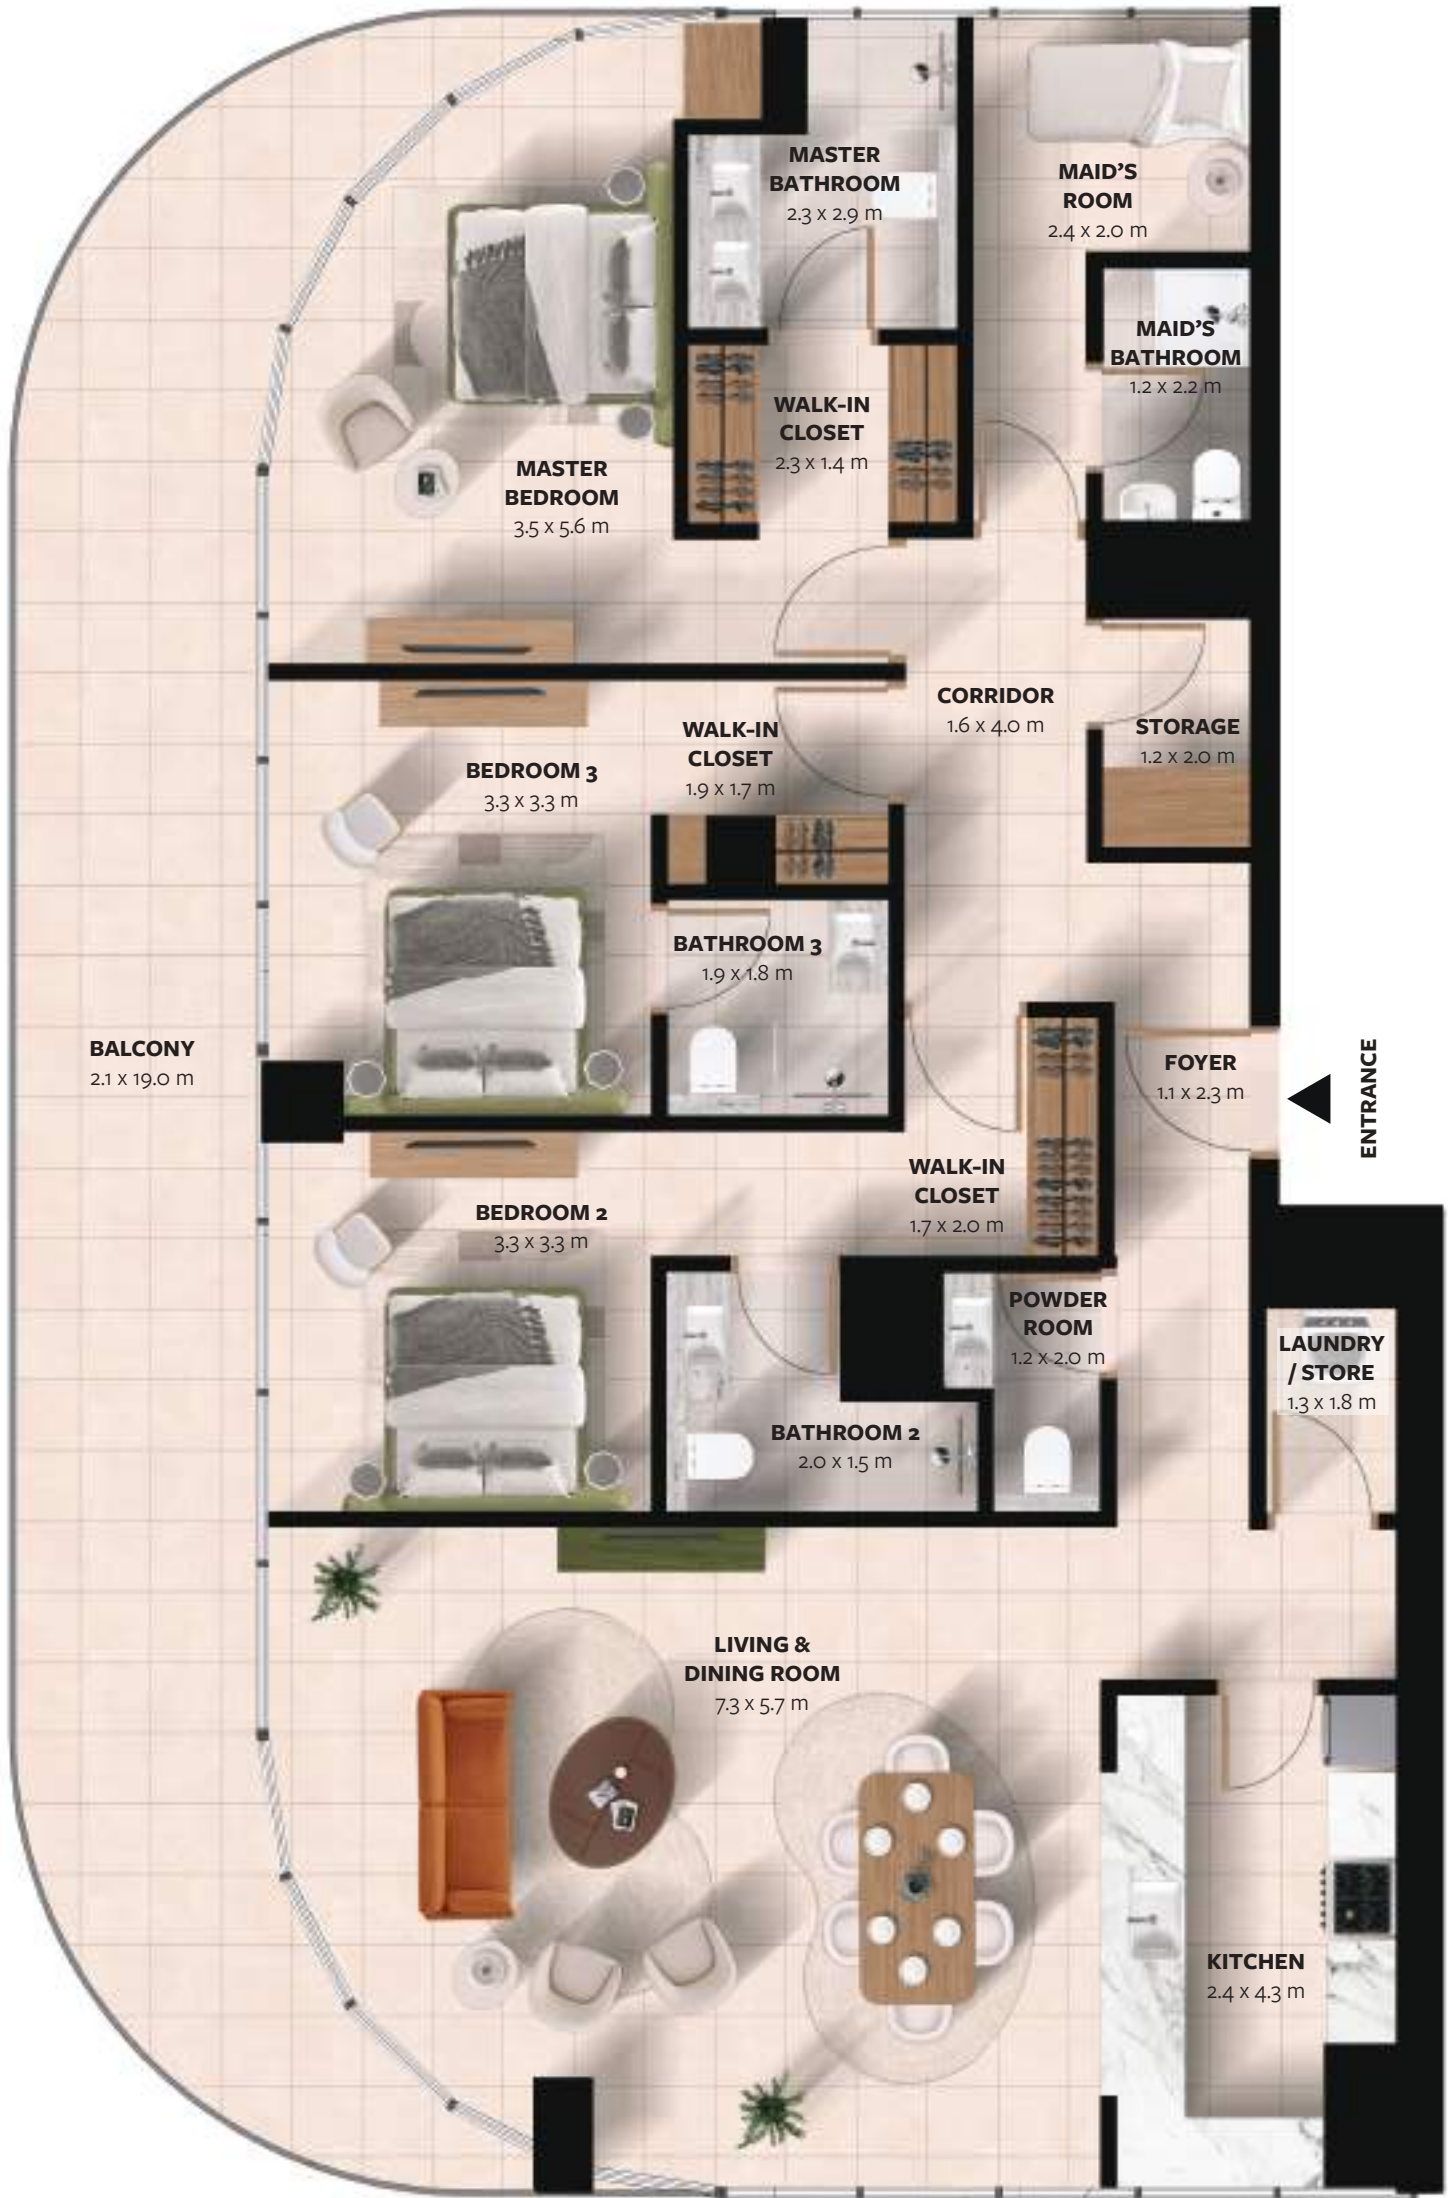 MASTER
BATHROOM
2.3 x 2.9 m
MAID'S
ROOM
2.4 x 2.0 m
MAID'S
BATHROOM
1.2 x 2.2 m
WALK-IN
CLOSET
2.3 x 1.4 m
MASTER
BEDROOM
3.5 x 5.6 m
CORRIDOR
1.6 x 4.0 m
STORAGE
1.2 x 2.0 m
WALK-IN
CLOSET
1.9 x 1.7 m
BEDROOM 3
3.3 x 3.3 m
BATHROOM 3
1.9 x 1.8 m
BALCONY
2.1 x 19.0 m
FOYER
1.1 x 2.3 m
ENTRANCE
WALK-IN
CLOSET
1.7 x 2.0 m
BEDROOM 2
3.3 x 3.3 m
POWDER
ROOM
1.2 x 2.0 m
LAUNDRY
/ STORE
1.3 x 1.8 m
BATHROOM 2
2.0 x 1.5 m
LIVING &
DINING ROOM
7.3 x 5.7 m
KITCHEN
2.4 x 4.3 m